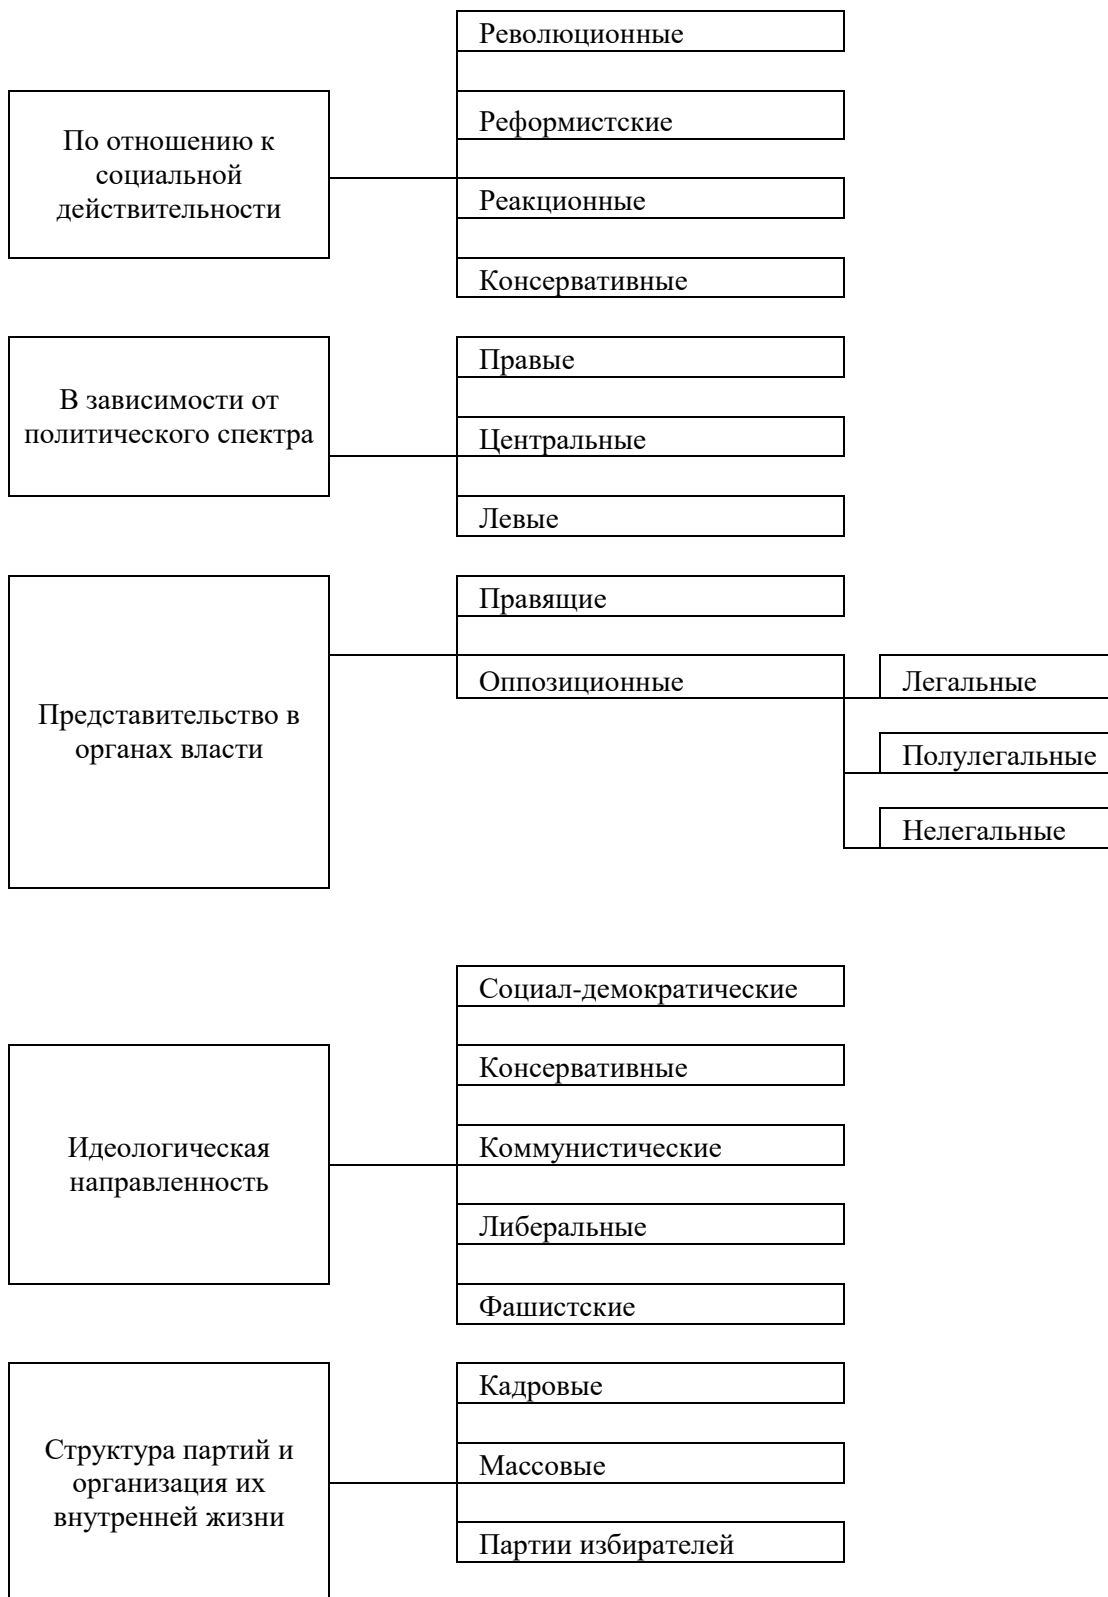 Революционные
По отношению к
социальной
действительности
Реформистские
Реакционные
Консервативные
В зависимости от
политического спектра
Правые
Центральные
Левые
Представительство в
органах власти
Правящие
Оппозиционные
Легальные
Полулегальные
Нелегальные
Идеологическая
направленность
Социал-демократические
Консервативные
Коммунистические
Либеральные
Фашистские
Структура партий и
организация их
внутренней жизни
Кадровые
Массовые
Партии избирателей